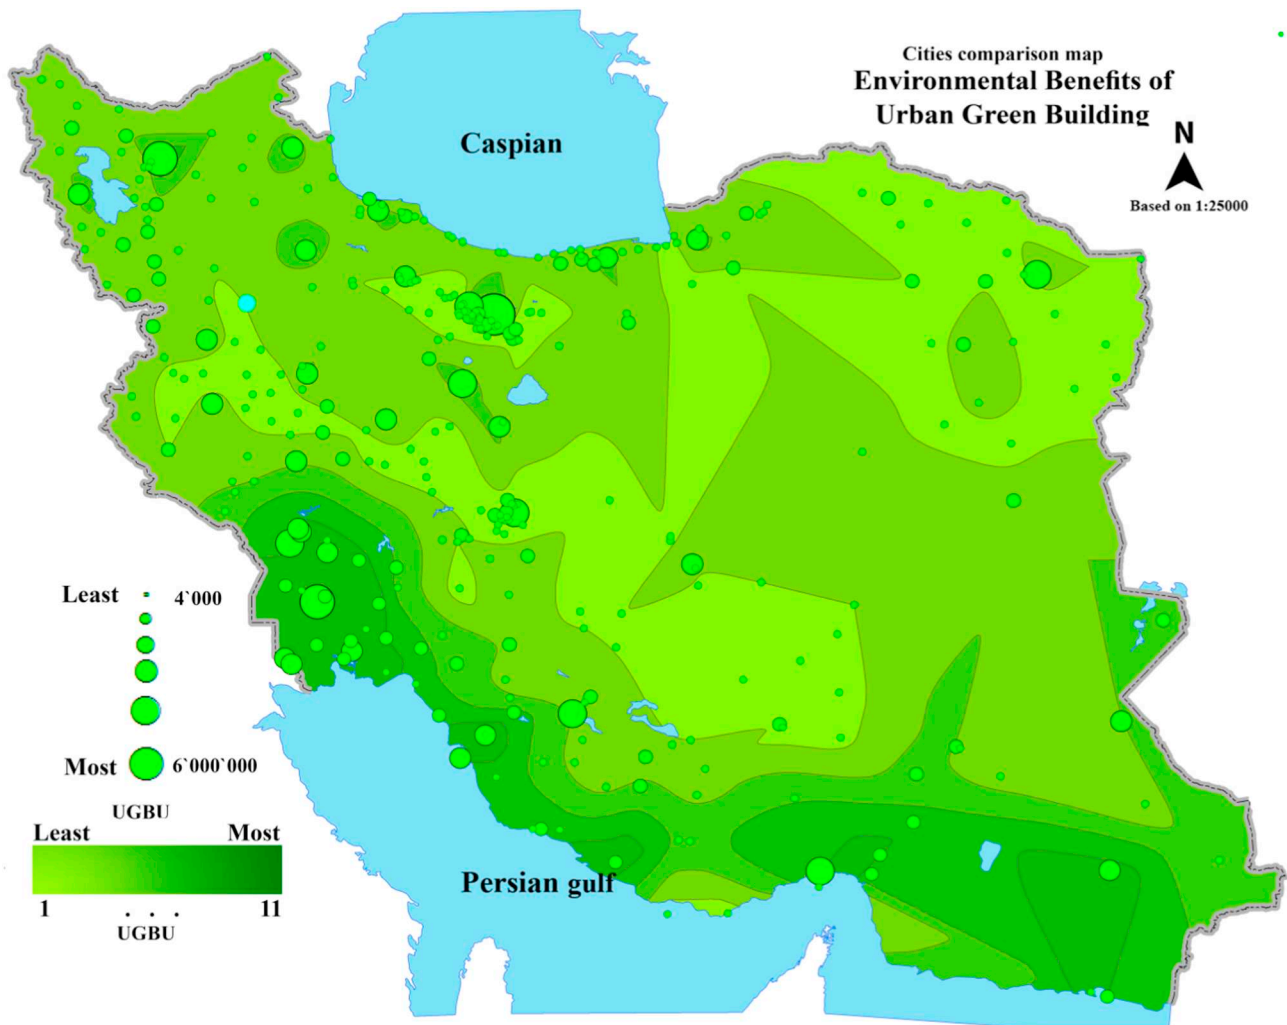 Cities comparison map
Environmental Benefits of
Urban Green Building
N
Based on 1:25000
Caspian
Least 4`000
Most 6`000`000
UGBU
Least Most
1 . . . 11
UGBU
Persian gulf